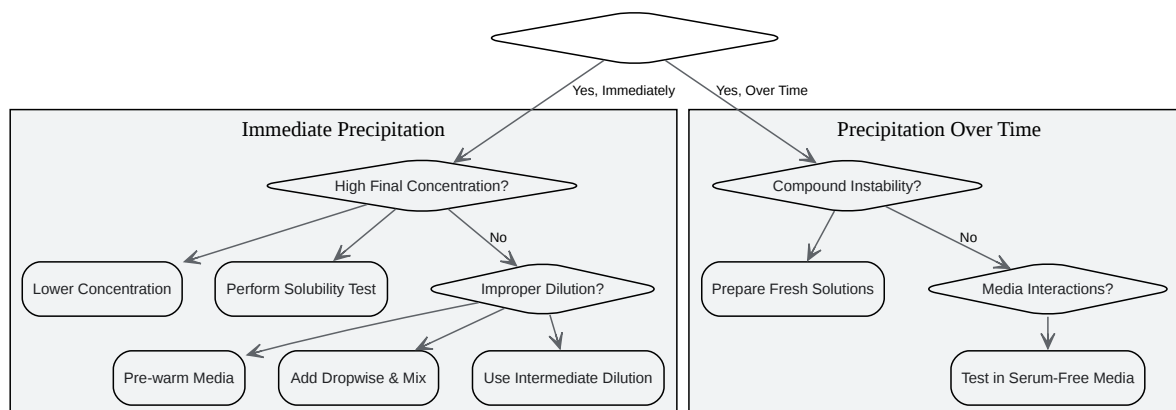 Yes, Immediately
Yes, Over Time
Immediate Precipitation
Precipitation Over Time
High Final Concentration?
Compound Instability?
No
No
Lower Concentration
Perform Solubility Test
Improper Dilution?
Prepare Fresh Solutions
Media Interactions?
Pre-warm Media
Add Dropwise & Mix
Use Intermediate Dilution
Test in Serum-Free Media